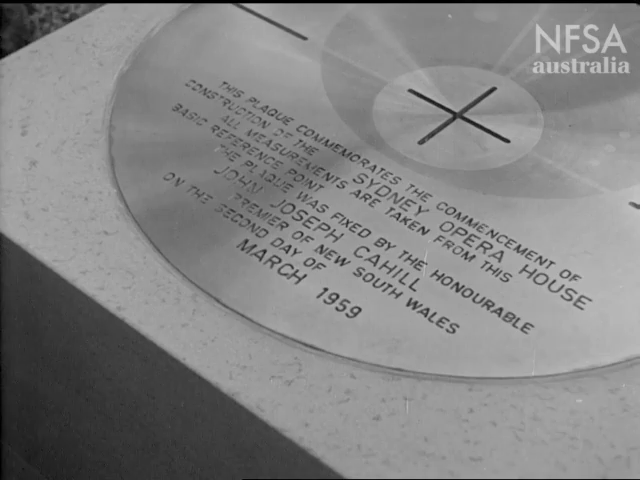 NFSA
australia
THIS PLAQUE COMMEMORATES THE COMMENCEMENT OF
CONSTRUCTION OF THE SYDNEY OPERA HOUSE
ALL MEASUREMENTS ARE TAKEN FROM THIS
BASIC REFERENCE POINT
THE PLAQUE WAS FIXED BY THE HONOURABLE
JOHN JOSEPH CAHILL
PREMIER OF NEW SOUTH WALES
ON THE SECOND DAY OF
MARCH 1959